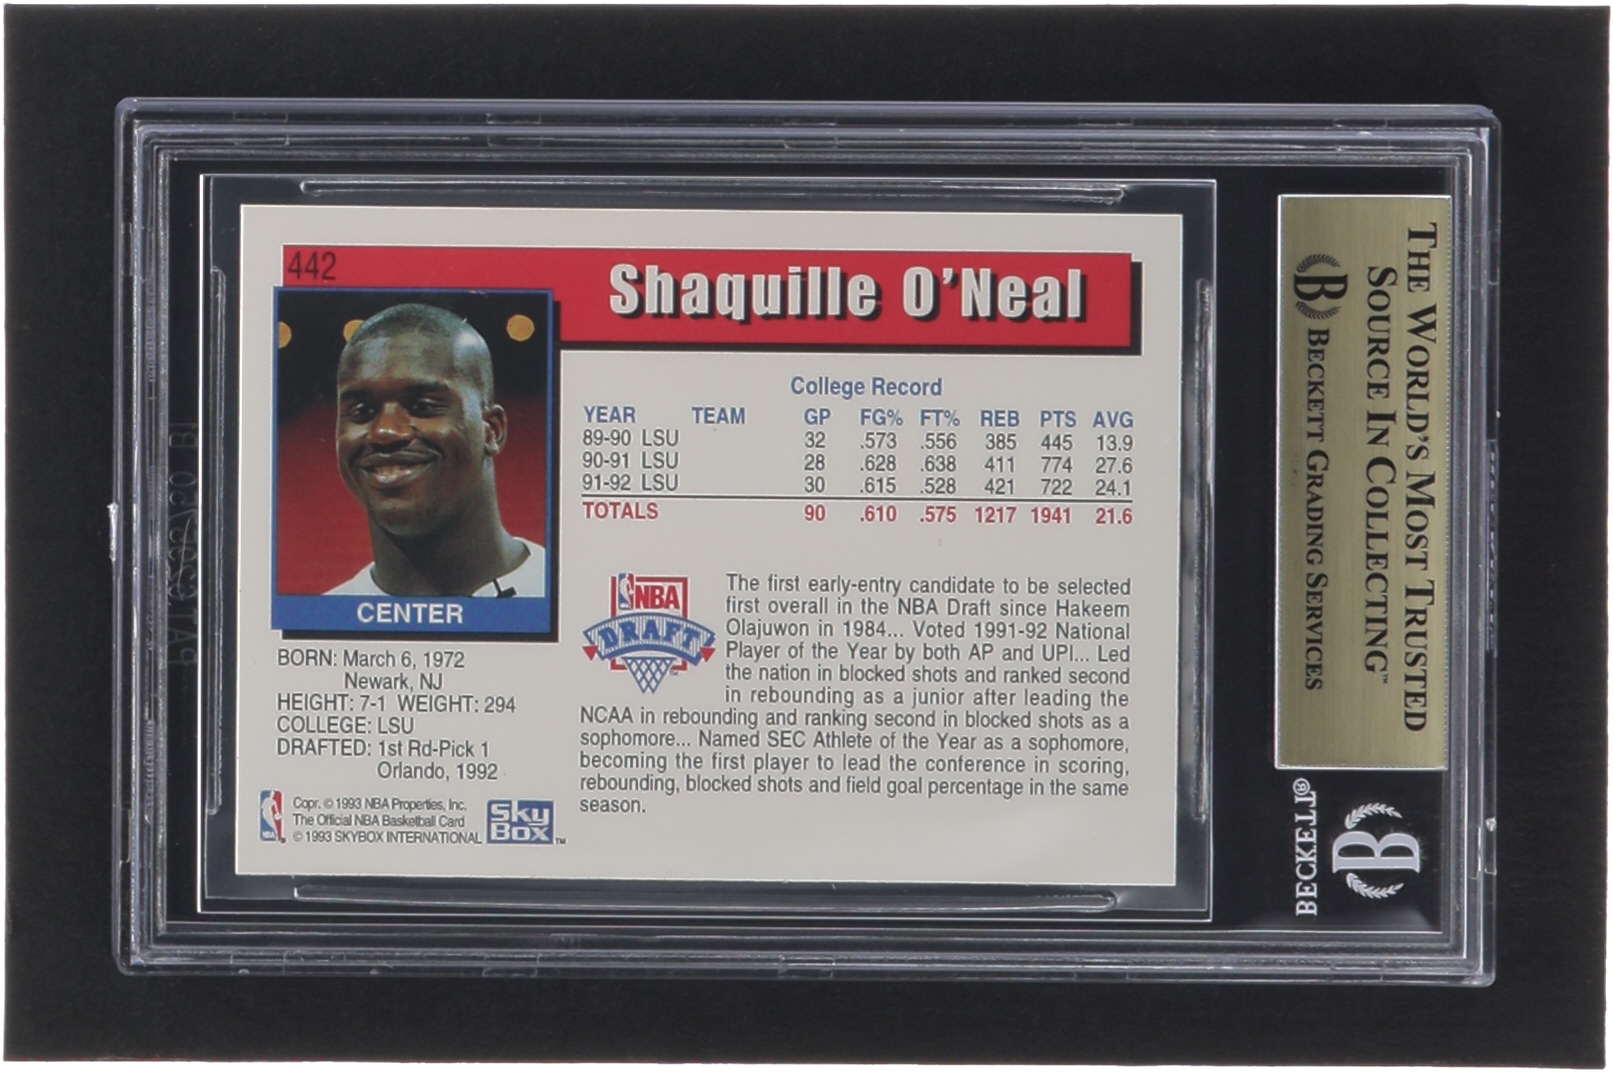 442
Shaquille O'Neal
CENTER
BORN: March 6, 1972
Newark, NJ
HEIGHT: 7-1 WEIGHT: 294
COLLEGE: LSU
DRAFTED: 1st Rd-Pick 1
Orlando, 1992
Copr. © 1993 NBA Properties, Inc.
The Official NBA Basketball Card
© 1993 SKYBOX INTERNATIONAL
NBA
Sky
Box™
College Record
YEAR TEAM GP FG% FT% REB PTS AVG
89-90 LSU 32 .573 .556 385 445 13.9
90-91 LSU 28 .628 .638 411 774 27.6
91-92 LSU 30 .615 .528 421 722 24.1
TOTALS 90 .610 .575 1217 1941 21.6
NBA
DRAFT™
The first early-entry candidate to be selected
first overall in the NBA Draft since Hakeem
Olajuwon in 1984... Voted 1991-92 National
Player of the Year by both AP and UPI... Led
the nation in blocked shots and ranked second
in rebounding as a junior after leading the
NCAA in rebounding and ranking second in blocked shots as a
sophomore... Named SEC Athlete of the Year as a sophomore,
becoming the first player to lead the conference in scoring,
rebounding, blocked shots and field goal percentage in the same
season.
THE WORLD'S MOST TRUSTED
SOURCE IN COLLECTING™
B BECKETT GRADING SERVICES
B
BECKETT®